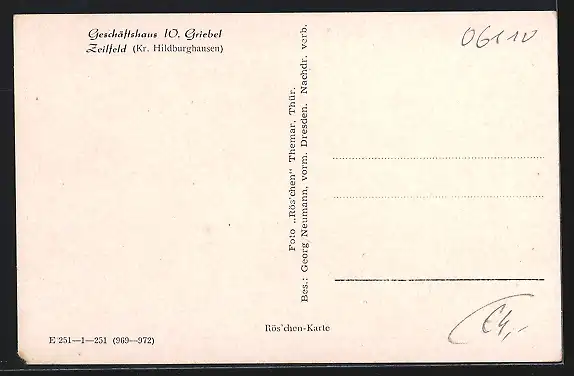 Geschäftshaus W. Griebel
Zeilfeld (Kr. Hildburghausen)
Foto „Rös'chen" Themar, Thür.
Bes.: Georg Neumann, vorm. Dresden. Nachdr. verb.
Rös'chen-Karte
E 251—1—251 (969—972)